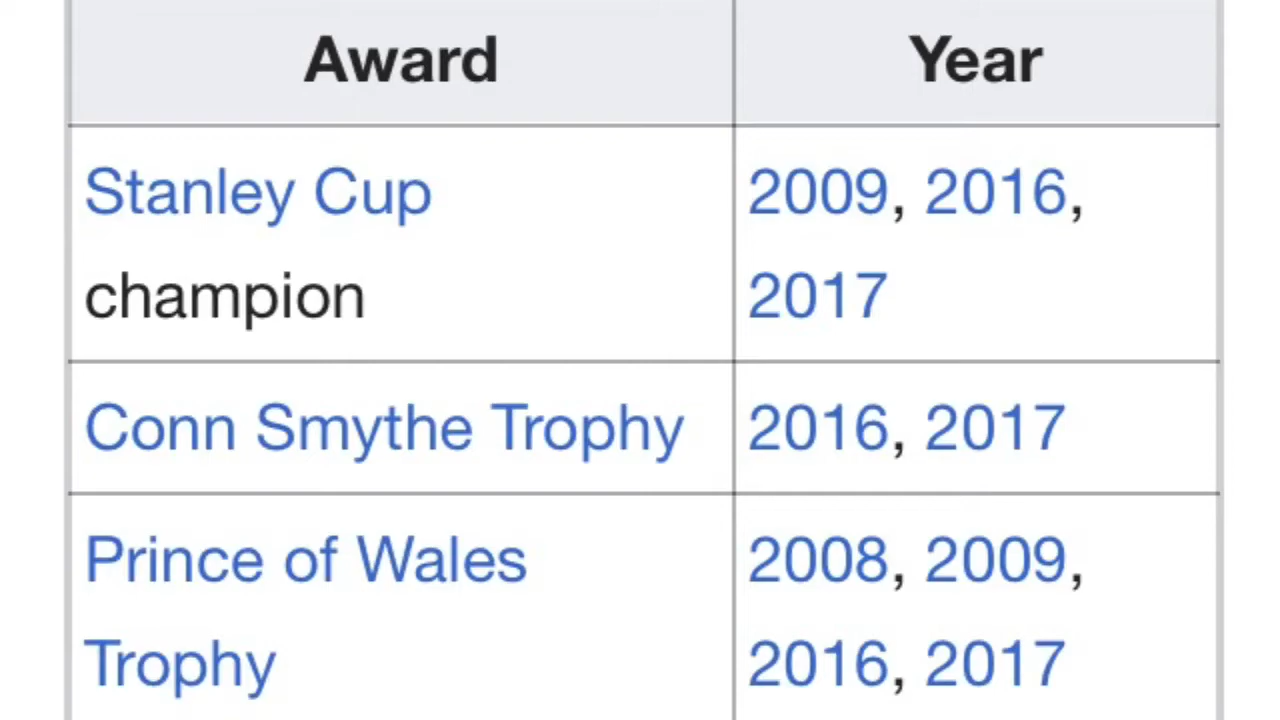 Award Year
Stanley Cup 2009, 2016,
champion 2017
Conn Smythe Trophy 2016, 2017
Prince of Wales 2008, 2009,
Trophy 2016, 2017